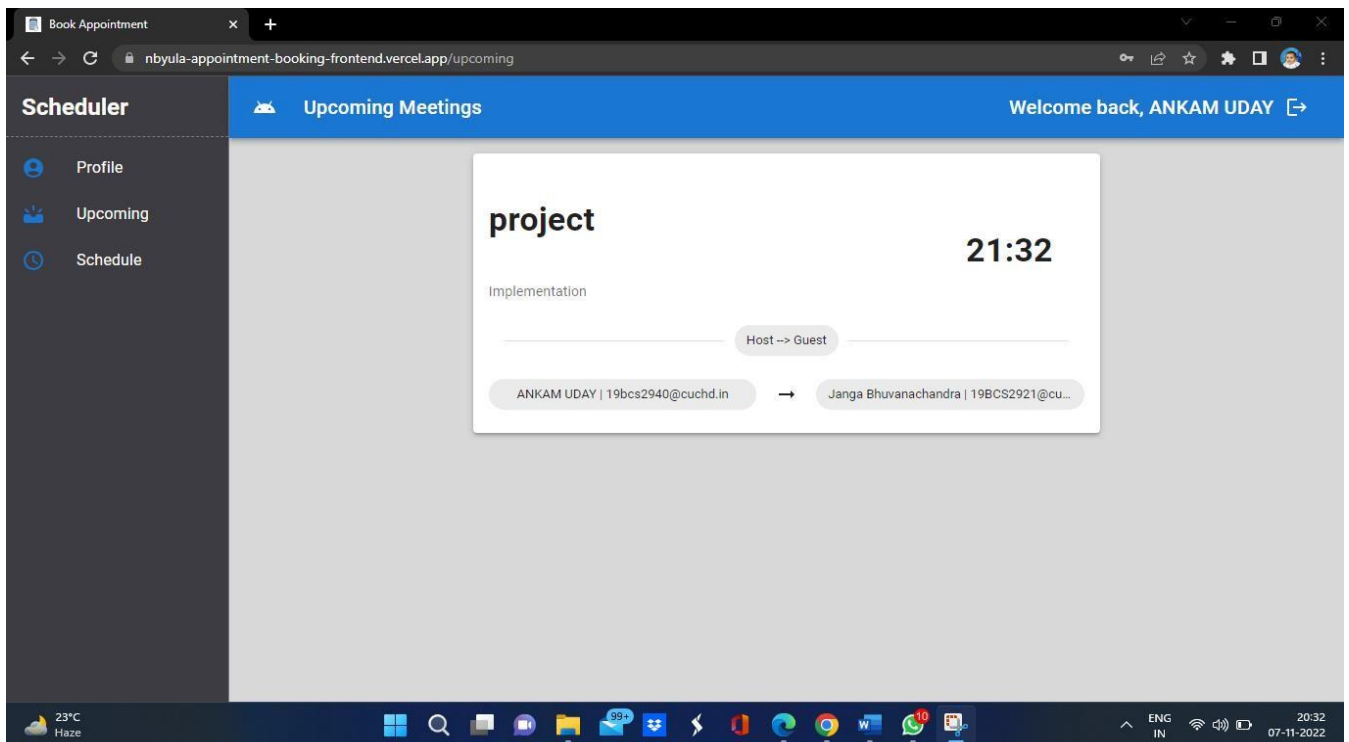 Book Appointment
nbyula-appointment-booking-frontend.vercel.app/upcoming
Scheduler
Upcoming Meetings
Welcome back, ANKAM UDAY
Profile
Upcoming
Schedule
project
21:32
Implementation
Host --> Guest
ANKAM UDAY | 19bcs2940@cuchd.in
Janga Bhuvanachandra | 19BCS2921@cu...
23°C
Haze
99+
W
10
ENG
IN
20:32
07-11-2022